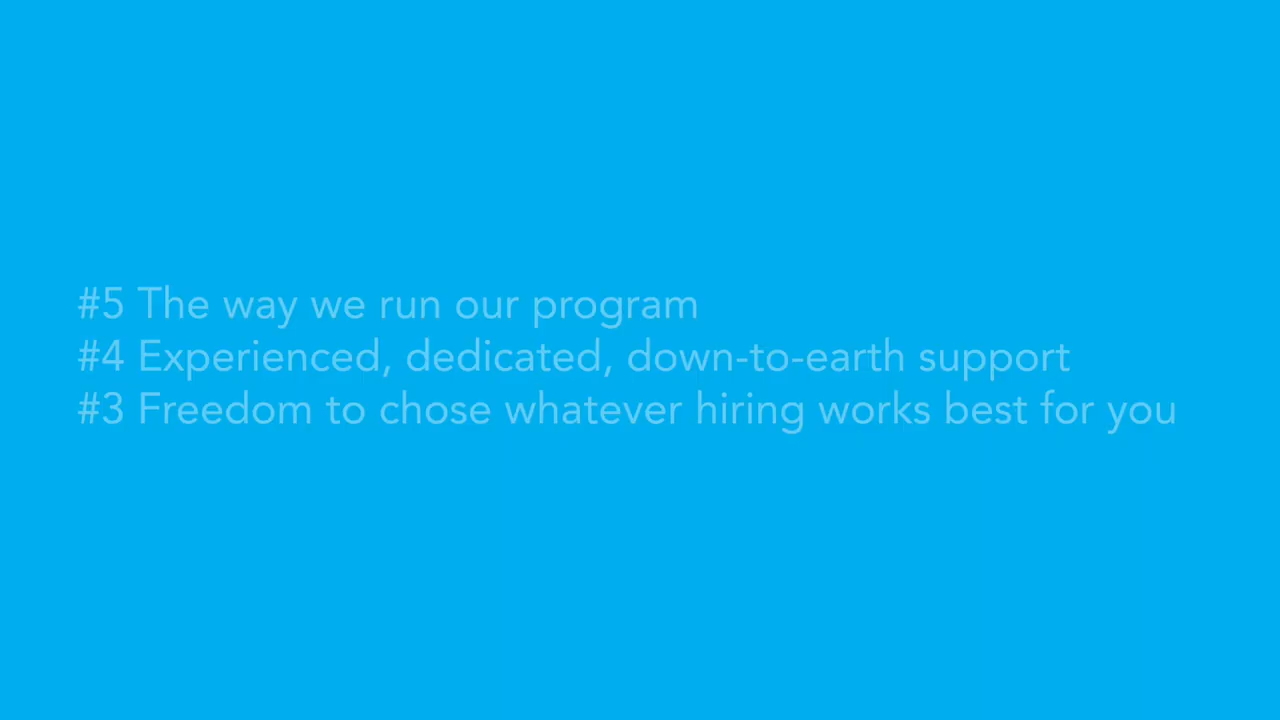 #5 The way we run our program
#4 Experienced, dedicated, down-to-earth support
#3 Freedom to chose whatever hiring works best for you